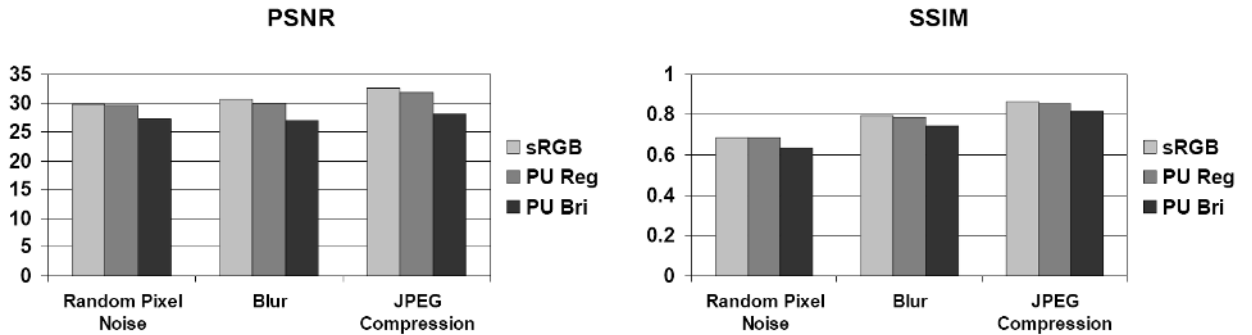 PSNR
35
30
25
20
15
10
5
0
Random Pixel
Noise
Blur
JPEG
Compression
sRGB
PU Reg
PU Bri
SSIM
1
0.8
0.6
0.4
0.2
0
Random Pixel
Noise
Blur
JPEG
Compression
sRGB
PU Reg
PU Bri